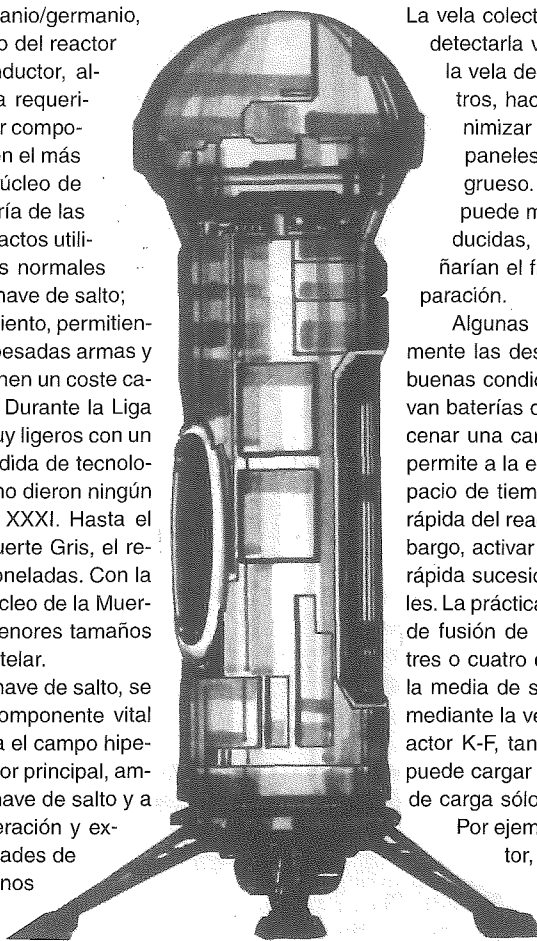 anio/germanio,
o del reactor
nductor, al-
a requeri-
r compo-
en el más
núcleo de
ría de las
actos utili-
s normales
nave de salto;
iento, permitien-
pesadas armas y
nen un coste ca-
Durante la Liga
uy ligeros con un
dida de tecnolo-
no dieron ningún
XXXI. Hasta el
uerte Gris, el re-
oneladas. Con la
cleo de la Muer-
enores tamaños
telar.
nave de salto, se
omponente vital
a el campo hipe-
or principal, am-
nave de salto y a
eración y ex-
ades de
nos
La vela colect
detectarla v
la vela de
tros, hac
nimizar
paneles
grueso.
puede m
ducidas,
ñarían el f
paración.
Algunas
mente las des
buenas condic
van baterías d
cenar una car
permite a la e
pacio de tiem
rápida del rea
bargo, activar
rápida sucesió
les. La práctica
de fusión de
tres o cuatro d
la media de s
mediante la ve
actor K-F, tan
puede cargar
de carga sólo
Por ejem
tor,